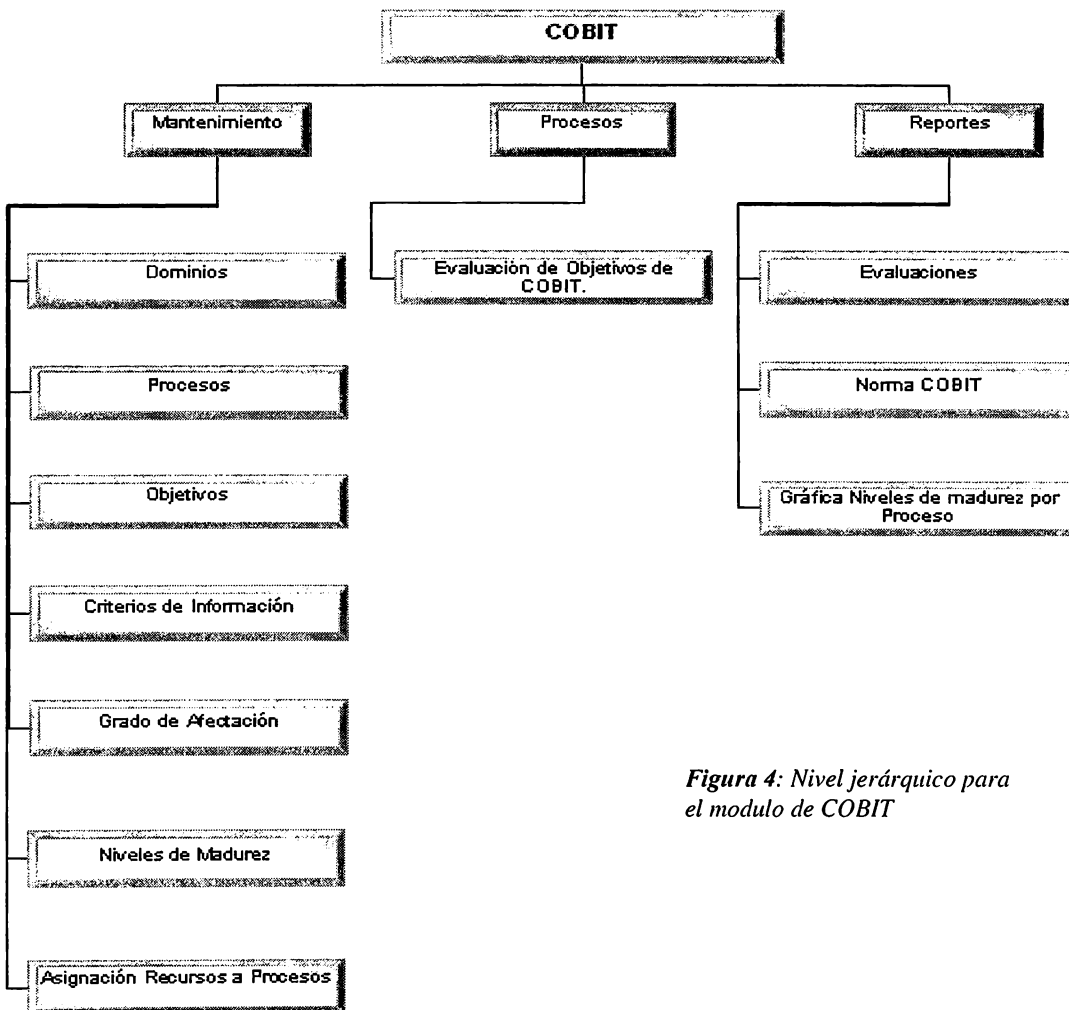 COBIT
Mantenimiento
Procesos
Reportes
Dominios
Procesos
Objetivos
Criterios de Información
Grado de Afectación
Niveles de Madurez
Asignación Recursos a Procesos
Evaluación de Objetivos de
COBIT.
Evaluaciones
Norma COBIT
Gráfica Niveles de madurez por
Proceso
Figura 4: Nivel jerárquico para
el modulo de COBIT